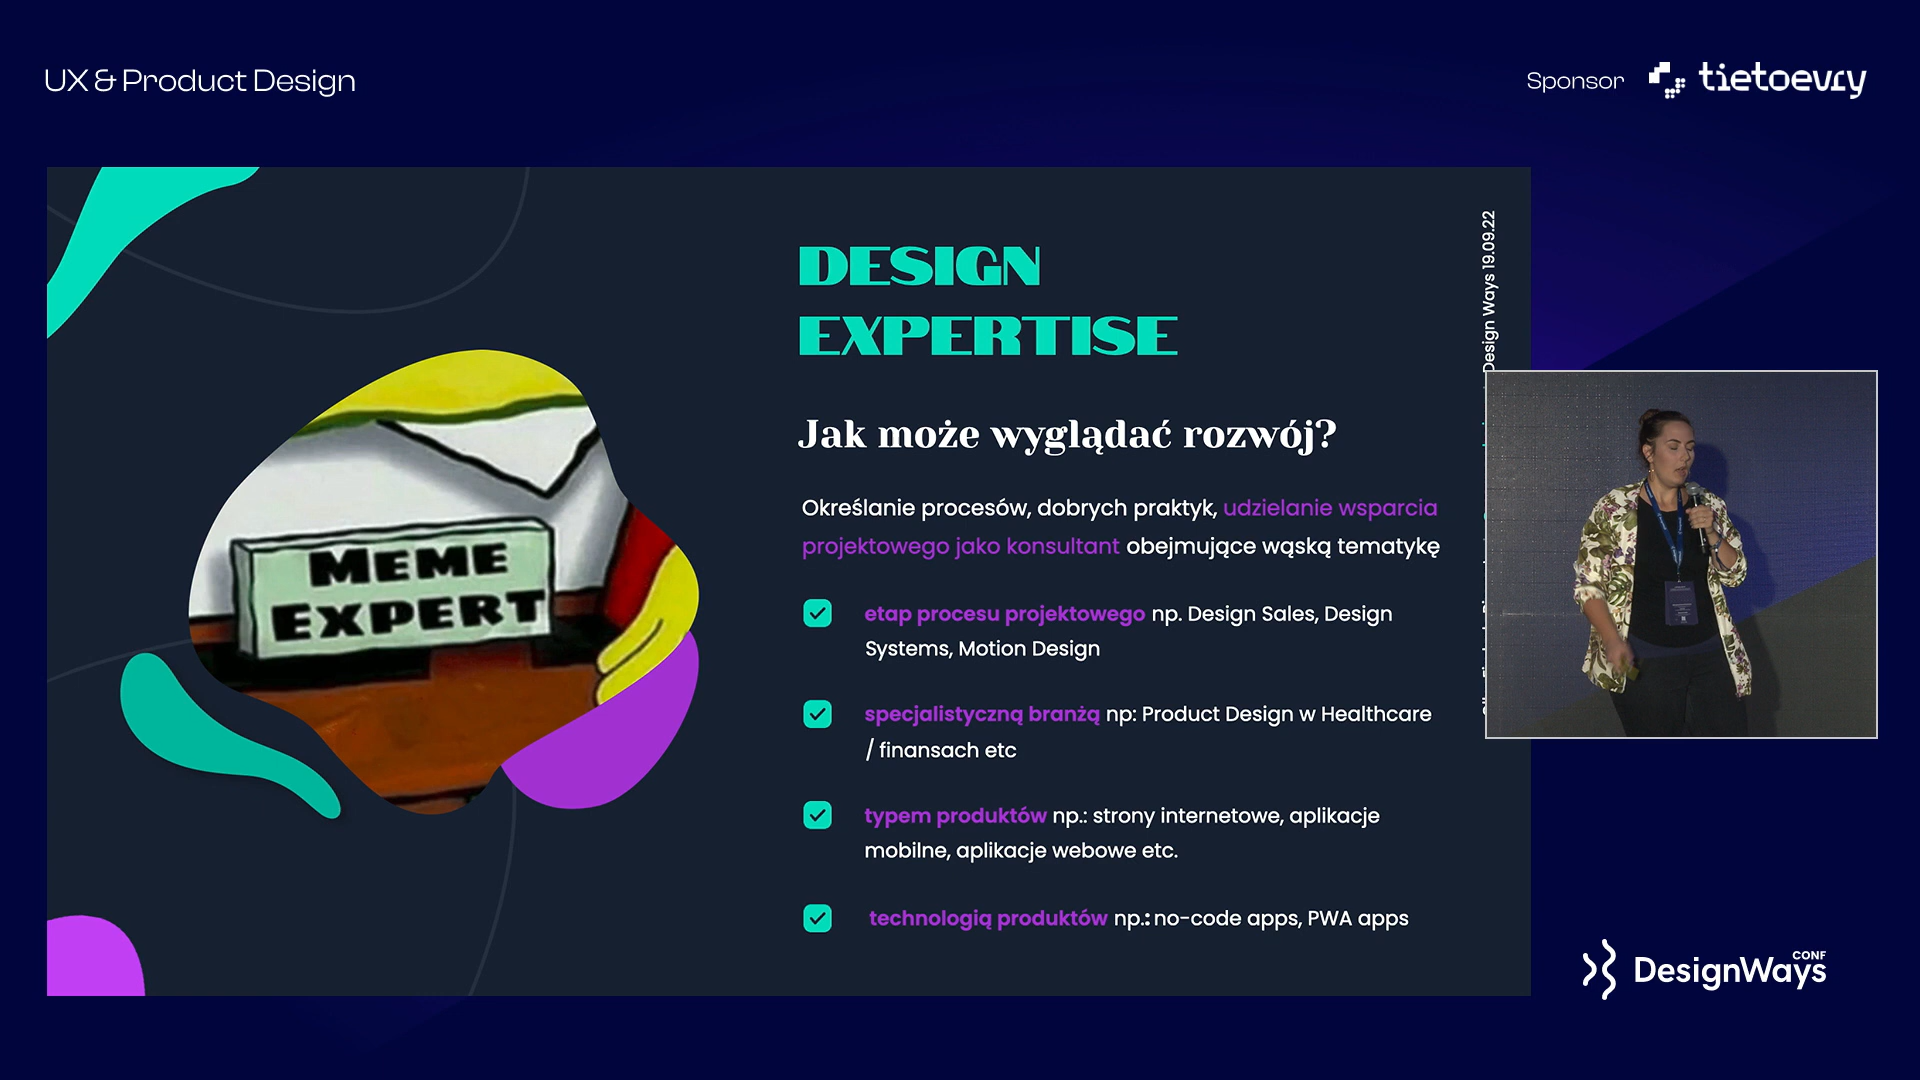 UX & Product Design
Sponsor tietoevry
DESIGN
EXPERTISE
Jak może wyglądać rozwój?
Określanie procesów, dobrych praktyk, udzielanie wsparcia
projektowego jako konsultant obejmujące wąską tematykę
etap procesu projektowego np. Design Sales, Design
Systems, Motion Design
specjalistyczną branżą np: Product Design w Healthcare
/ finansach etc
typem produktów np.: strony internetowe, aplikacje
mobilne, aplikacje webowe etc.
technologią produktów np.: no-code apps, PWA apps
MEME
EXPERT
Design Ways 19.09.22
DesignWays CONF